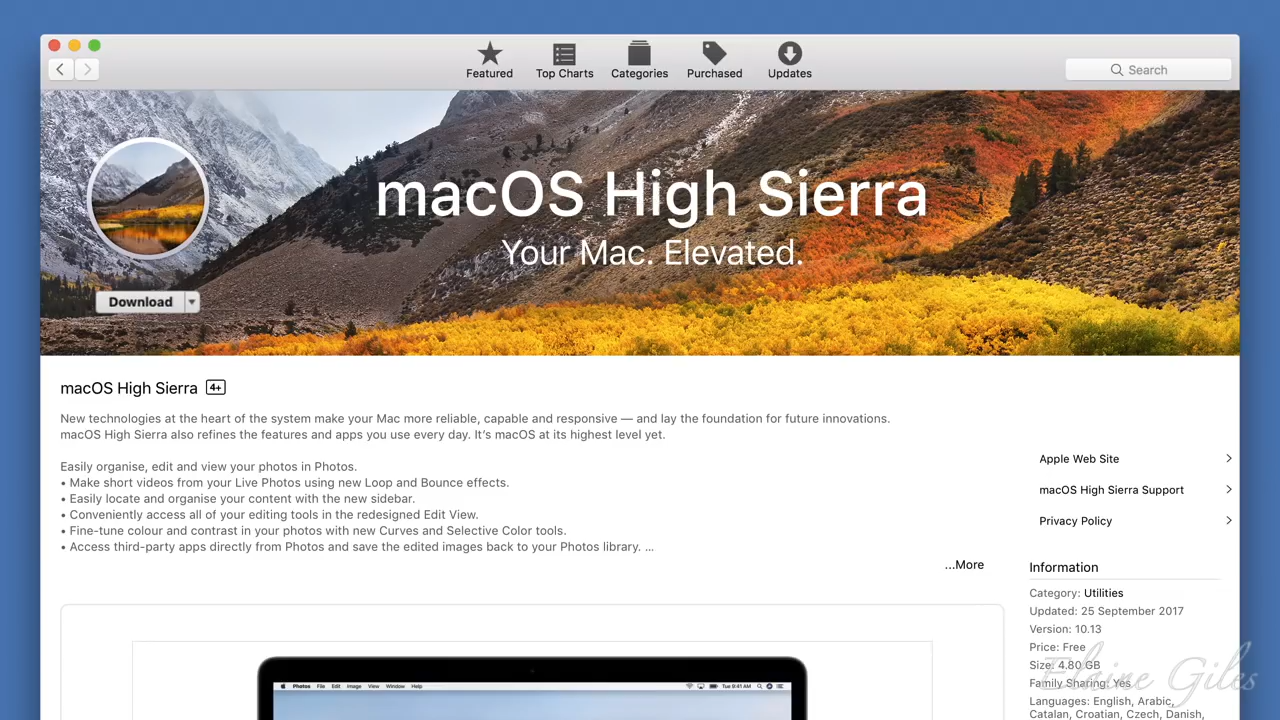 Featured
Top Charts
Categories
Purchased
Updates
Search
macOS High Sierra
Your Mac. Elevated.
Download
macOS High Sierra 4+
New technologies at the heart of the system make your Mac more reliable, capable and responsive — and lay the foundation for future innovations.
macOS High Sierra also refines the features and apps you use every day. It's macOS at its highest level yet.
Easily organise, edit and view your photos in Photos.
• Make short videos from your Live Photos using new Loop and Bounce effects.
• Easily locate and organise your content with the new sidebar.
• Conveniently access all of your editing tools in the redesigned Edit View.
• Fine-tune colour and contrast in your photos with new Curves and Selective Color tools.
• Access third-party apps directly from Photos and save the edited images back to your Photos library. ...
...More
Apple Web Site
macOS High Sierra Support
Privacy Policy
Information
Category: Utilities
Updated: 25 September 2017
Version: 10.13
Price: Free
Size: 4.80 GB
Family Sharing: Yes
Languages: English, Arabic,
Catalan, Croatian, Czech, Danish,
Photos File Edit Image View Window Help
Tue 9:41 AM
Elaine Giles